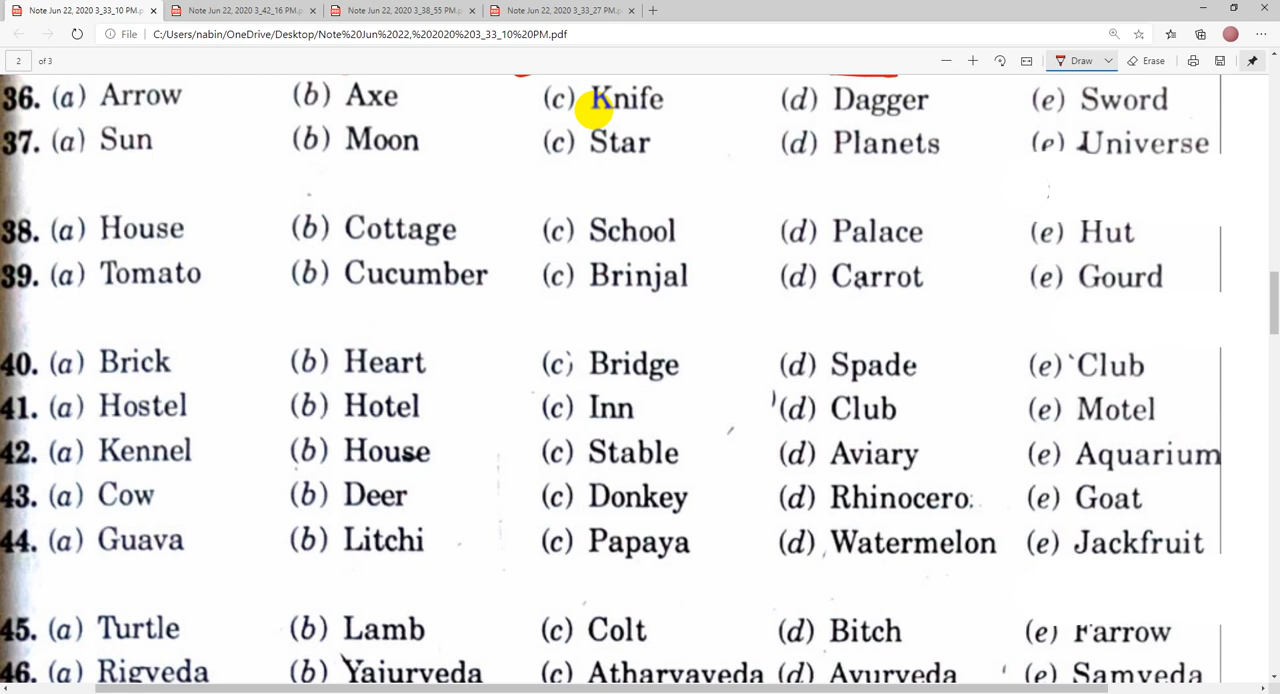 Note Jun 22, 2020 3_33_10 PM.p Note Jun 22, 2020 3_42_16 PM.p Note Jun 22, 2020 3_38_55 PM.p Note Jun 22, 2020 3_33_27 PM.p
File C:/Users/nabin/OneDrive/Desktop/Note%20Jun%2022,%202020%203_33_10%20PM.pdf
2 of 3 Draw Erase
36. (a) Arrow (b) Axe (c) Knife (d) Dagger (e) Sword
37. (a) Sun (b) Moon (c) Star (d) Planets (e) Universe
38. (a) House (b) Cottage (c) School (d) Palace (e) Hut
39. (a) Tomato (b) Cucumber (c) Brinjal (d) Carrot (e) Gourd
40. (a) Brick (b) Heart (c) Bridge (d) Spade (e) Club
41. (a) Hostel (b) Hotel (c) Inn (d) Club (e) Motel
42. (a) Kennel (b) House (c) Stable (d) Aviary (e) Aquarium
43. (a) Cow (b) Deer (c) Donkey (d) Rhinocero (e) Goat
44. (a) Guava (b) Litchi (c) Papaya (d) Watermelon (e) Jackfruit
45. (a) Turtle (b) Lamb (c) Colt (d) Bitch (e) Farrow
46. (a) Rigveda (b) Yajurveda (c) Atharvaveda (d) Ayurveda (e) Samveda